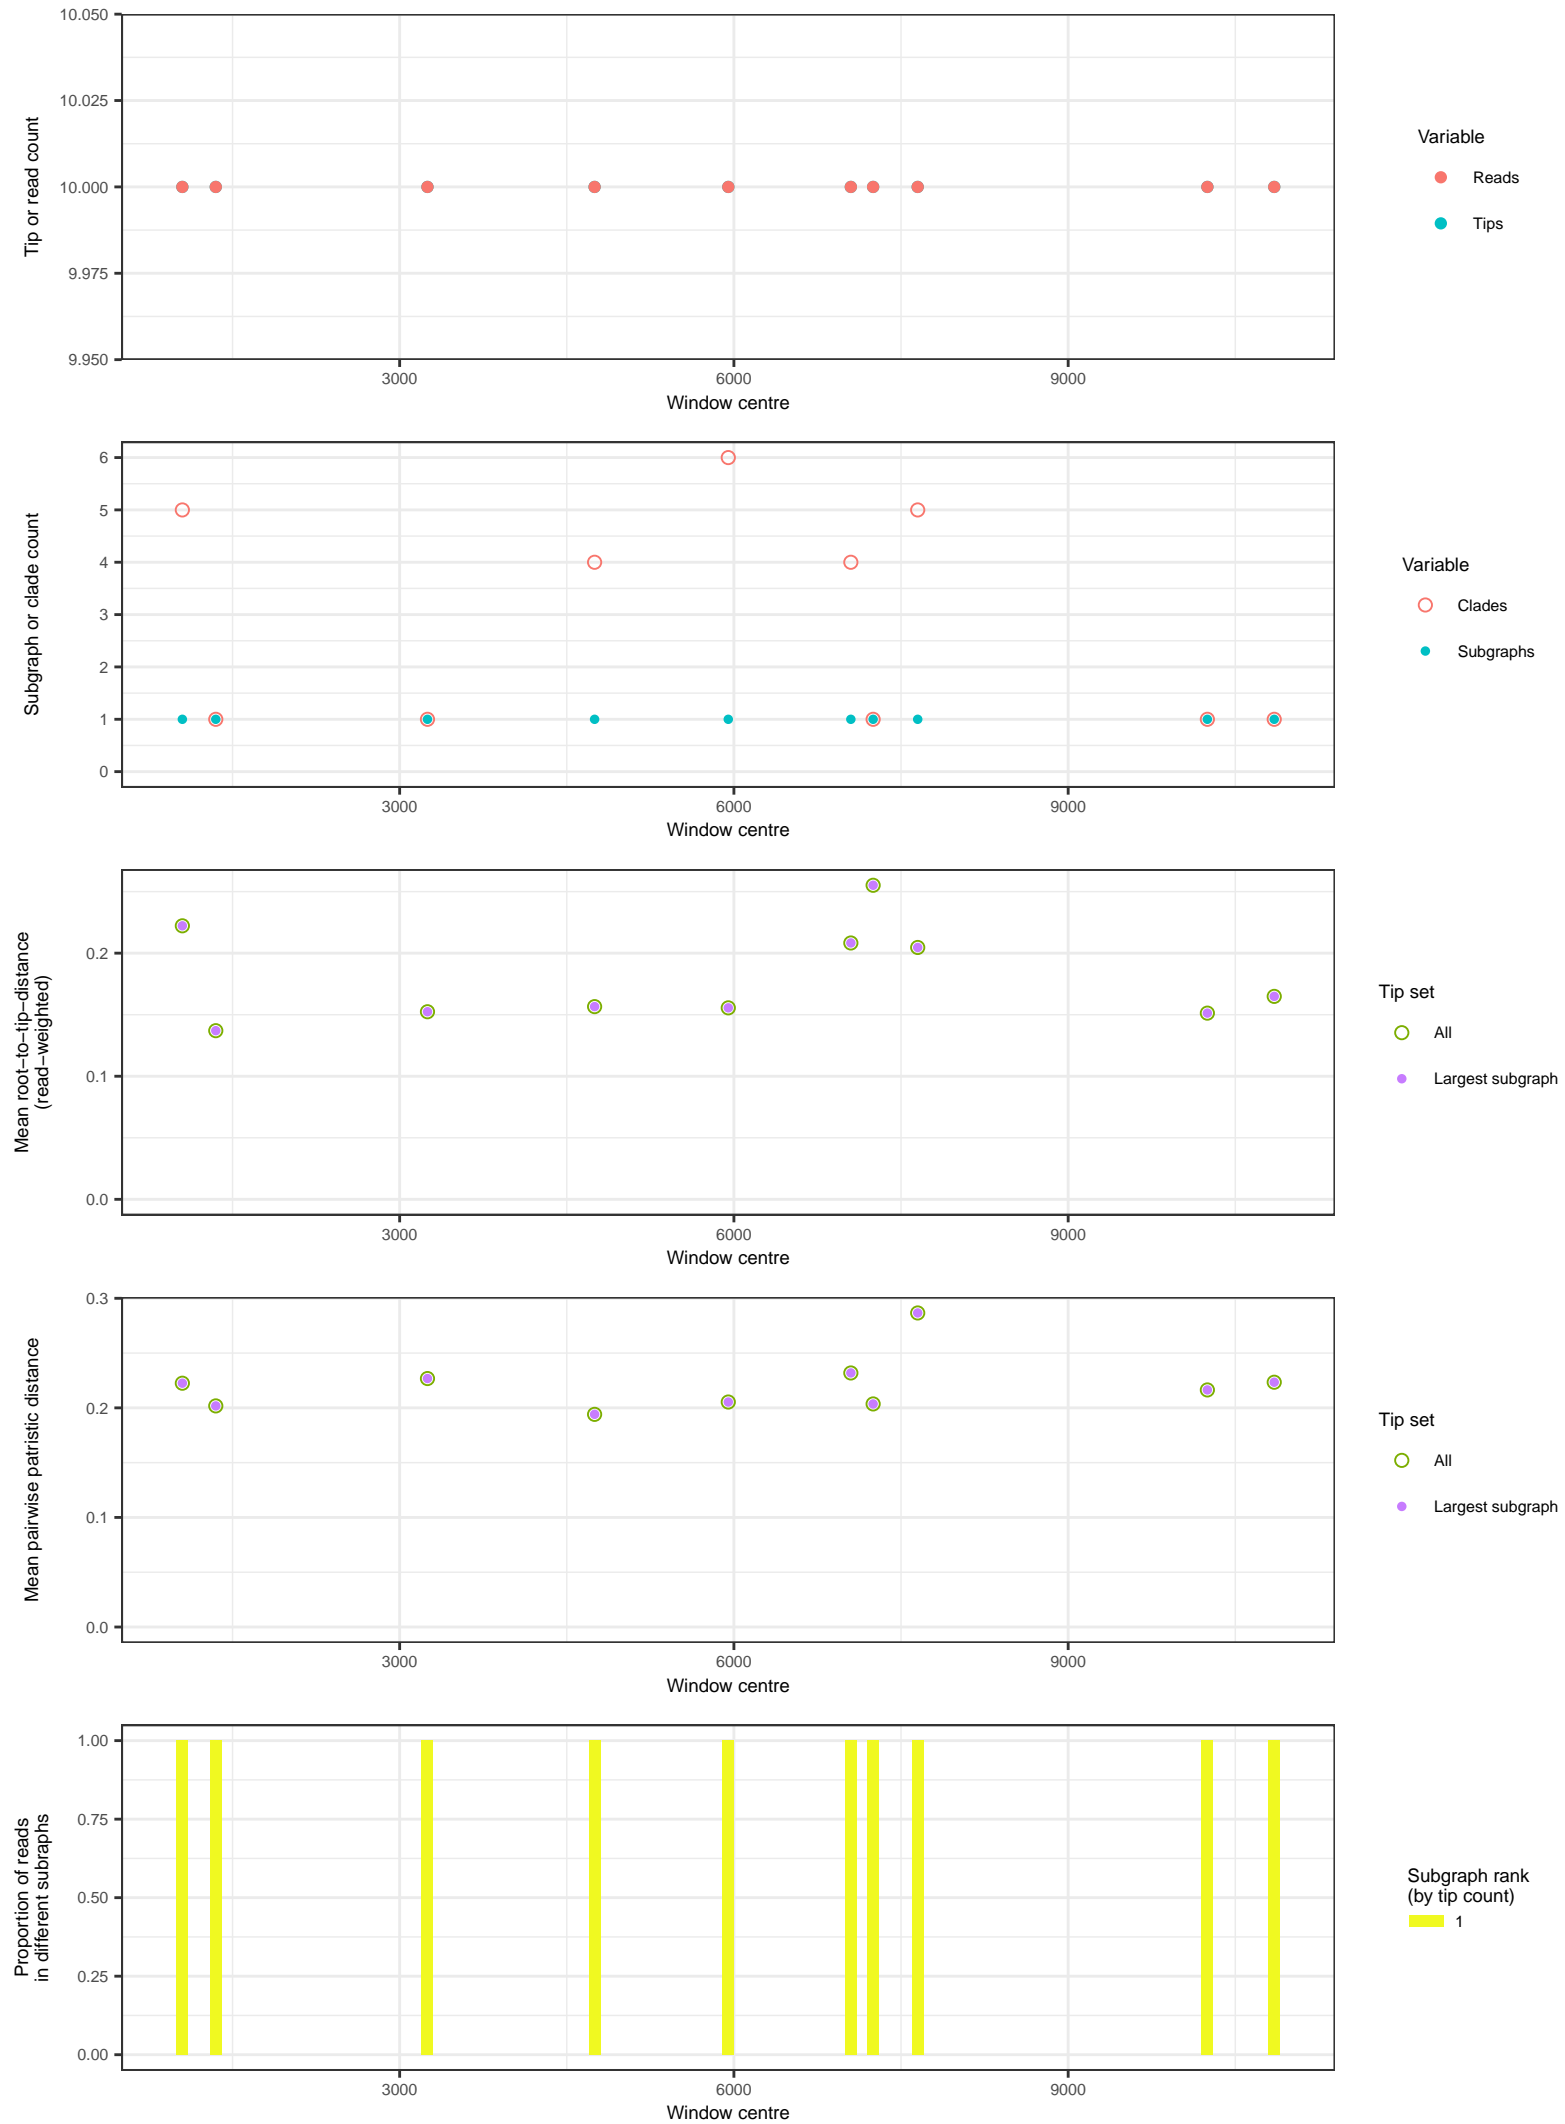 10.050
10.025
10.000
9.975
9.950
Tip or read count
3000
6000
9000
Window centre
Variable
Reads
Tips
6
5
4
3
2
1
0
Subgraph or clade count
3000
6000
9000
Window centre
Variable
Clades
Subgraphs
0.2
0.1
0.0
Mean root−to−tip−distance
(read−weighted)
3000
6000
9000
Window centre
Tip set
All
Largest subgraph
0.3
0.2
0.1
0.0
Mean pairwise patristic distance
3000
6000
9000
Window centre
Tip set
All
Largest subgraph
1.00
0.75
0.50
0.25
0.00
Proportion of reads
in different subraphs
3000
6000
9000
Window centre
Subgraph rank
(by tip count)
1